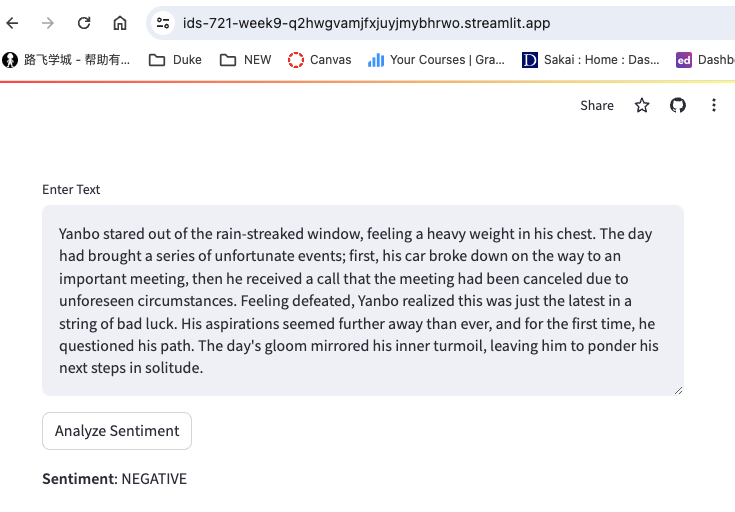 ids-721-week9-q2hwgvamjfxjuyjmybhrwo.streamlit.app
路飞学城 - 帮助有... Duke NEW Canvas Your Courses | Gra... Sakai : Home : Das... ed Dashb
Share
Enter Text
Yanbo stared out of the rain-streaked window, feeling a heavy weight in his chest. The day
had brought a series of unfortunate events; first, his car broke down on the way to an
important meeting, then he received a call that the meeting had been canceled due to
unforeseen circumstances. Feeling defeated, Yanbo realized this was just the latest in a
string of bad luck. His aspirations seemed further away than ever, and for the first time, he
questioned his path. The day's gloom mirrored his inner turmoil, leaving him to ponder his
next steps in solitude.
Analyze Sentiment
Sentiment: NEGATIVE